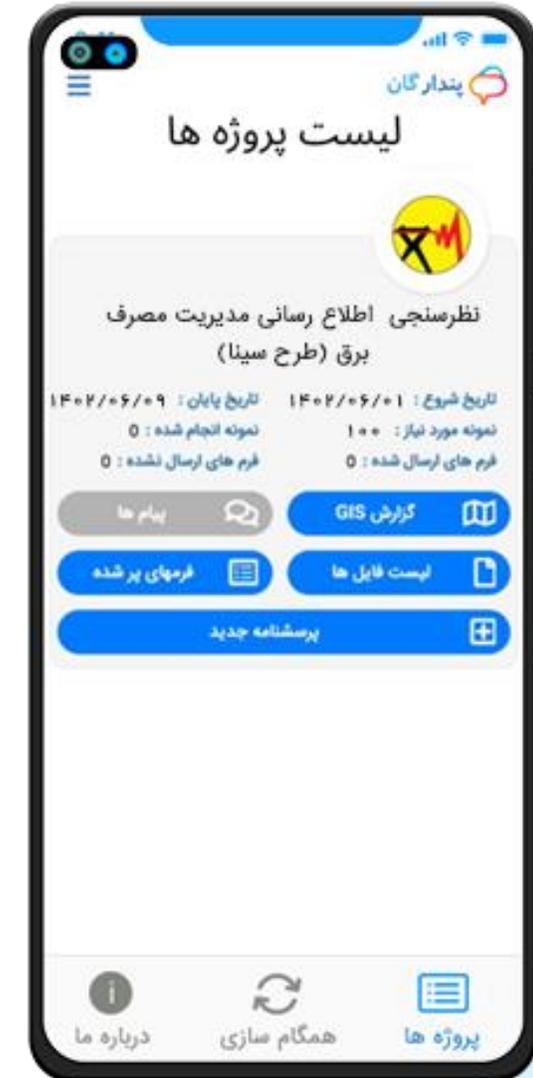 پندارگان
لیست پروژه ها
نظرسنجی اطلاع رسانی مدیریت مصرف
برق (طرح سینا)
تاریخ شروع : ۱۴۰۲/۰۶/۰۱ تاریخ پایان : ۱۴۰۲/۰۶/۰۹
نمونه مورد نیاز : ۱۰۰ نمونه انجام شده : 0
فرم های ارسال شده : 0 فرم های ارسال نشده : 0
گزارش GIS پیام ها
لیست فایل ها فرمهای پر شده
پرسشنامه جدید
پروژه ها همگام سازی درباره ما